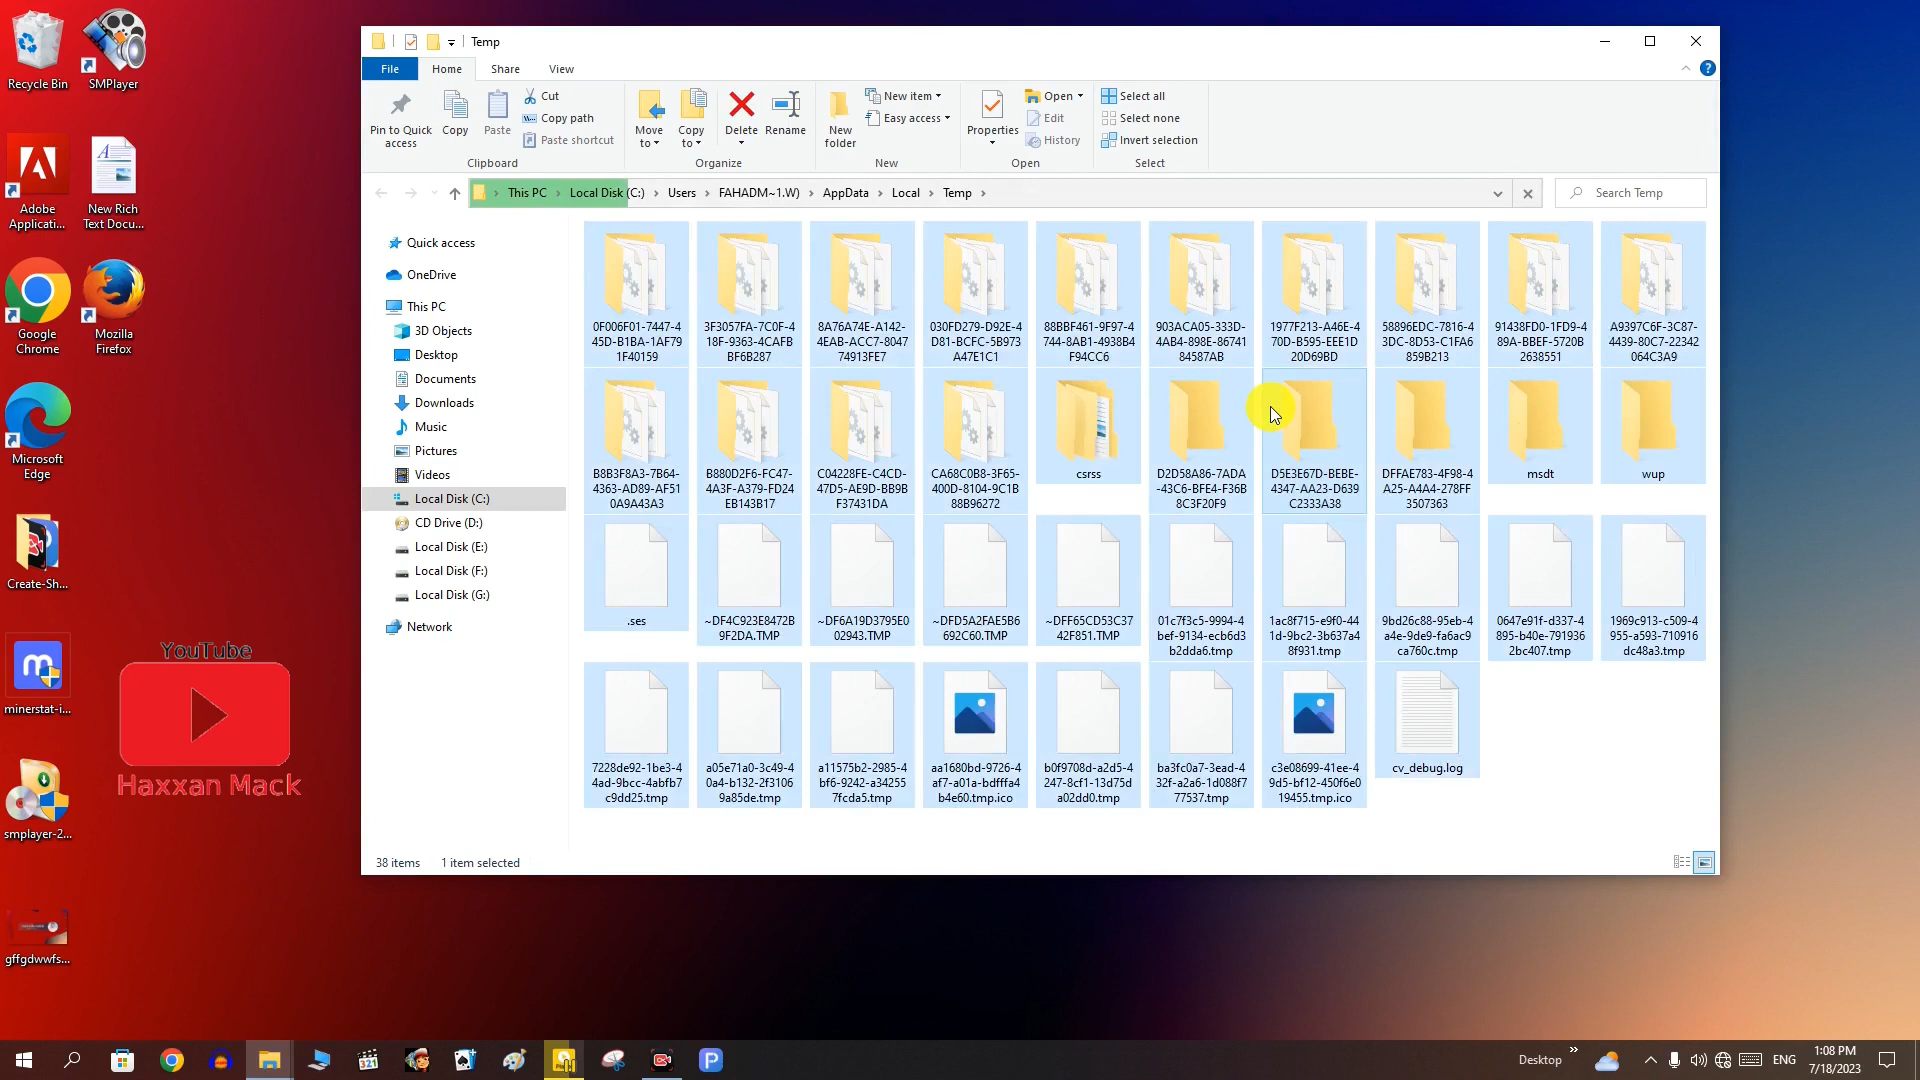 Recycle Bin
SMPlayer
Adobe
Applicati...
New Rich
Text Docu...
Google
Chrome
Mozilla
Firefox
Microsoft
Edge
Create-Sh...
minerstat-i...
smplayer-2...
gffgdwwfs...
YouTube
Haxxan Mack
Temp
File
Home
Share
View
Pin to Quick
access
Copy
Paste
Cut
Copy path
Paste shortcut
Clipboard
Move
to
Copy
to
Delete
Rename
Organize
New
folder
New item
Easy access
New
Properties
Open
Edit
History
Open
Select all
Select none
Invert selection
Select
This PC
Local Disk (C:)
Users
FAHADM~1.W)
AppData
Local
Temp
Search Temp
Quick access
OneDrive
This PC
3D Objects
Desktop
Documents
Downloads
Music
Pictures
Videos
Local Disk (C:)
CD Drive (D:)
Local Disk (E:)
Local Disk (F:)
Local Disk (G:)
Network
0F006F01-7447-4
45D-B1BA-1AF79
1F40159
3F3057FA-7C0F-4
18F-9363-4CAFB
BF6B287
8A76A74E-A142-
4EAB-ACC7-8047
74913FE7
030FD279-D92E-4
D81-BCFC-5B973
A47E1C1
88BBF461-9F97-4
744-8AB1-4938B4
F94CC6
903ACA05-333D-
4AB4-898E-86741
84587AB
1977F213-A46E-4
70D-B595-EEE1D
20D69BD
58896EDC-7816-4
3DC-8D53-C1FA6
859B213
91438FD0-1FD9-4
89A-BBEF-5720B
2638551
A9397C6F-3C87-
4439-80C7-22342
064C3A9
B8B3F8A3-7B64-
4363-AD89-AF51
0A9A43A3
B880D2F6-FC47-
4A3F-A379-FD24
EB143B17
C04228FE-C4CD-
47D5-AE9D-BB9B
F37431DA
CA68C0B8-3F65-
400D-8104-9C1B
88B96272
csrss
D2D58A86-7ADA
-43C6-BFE4-F36B
8C3F20F9
D5E3E67D-BEBE-
4347-AA23-D639
C2333A38
DFFAE783-4F98-4
A25-A4A4-278FF
3507363
msdt
wup
.ses
~DF4C923E8472B
9F2DA.TMP
~DF6A19D3795E0
02943.TMP
~DFD5A2FAE5B6
692C60.TMP
~DFF65CD53C37
42F851.TMP
01c7f3c5-9994-4
bef-9134-ecb6d3
b2dda6.tmp
1ac8f715-e9f0-44
1d-9bc2-3b637a4
8f931.tmp
9bd26c88-95eb-4
a4e-9de9-fa6ac9
ca760c.tmp
0647e91f-d337-4
895-b40e-791936
2bc407.tmp
1969c913-c509-4
955-a593-710916
dc48a3.tmp
7228de92-1be3-4
4ad-9bcc-4abfb7
c9dd25.tmp
a05e71a0-3c49-4
0a4-b132-2f3106
9a85de.tmp
a11575b2-2985-4
bf6-9242-a34255
7fcda5.tmp
aa1680bd-9726-4
af7-a01a-bdfffa4
b4e60.tmp.ico
b0f9708d-a2d5-4
247-8cf1-13d75d
a02dd0.tmp
ba3fc0a7-3ead-4
32f-a2a6-1d088f7
77537.tmp
c3e08699-41ee-4
9d5-bf12-450f6e0
19455.tmp.ico
cv_debug.log
38 items
1 item selected
321
Desktop
ENG
1:08 PM
7/18/2023